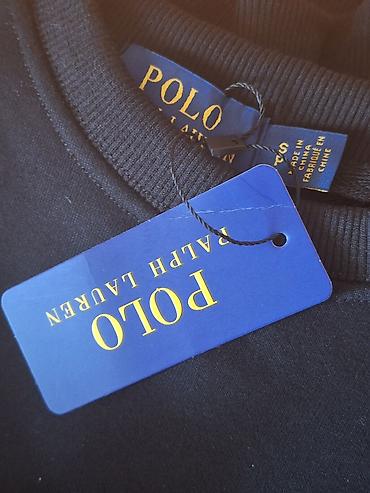 POLO
S
MADE IN
CHINA
FABRIQUÉ EN
CHINE
POLO
RALPH LAUREN